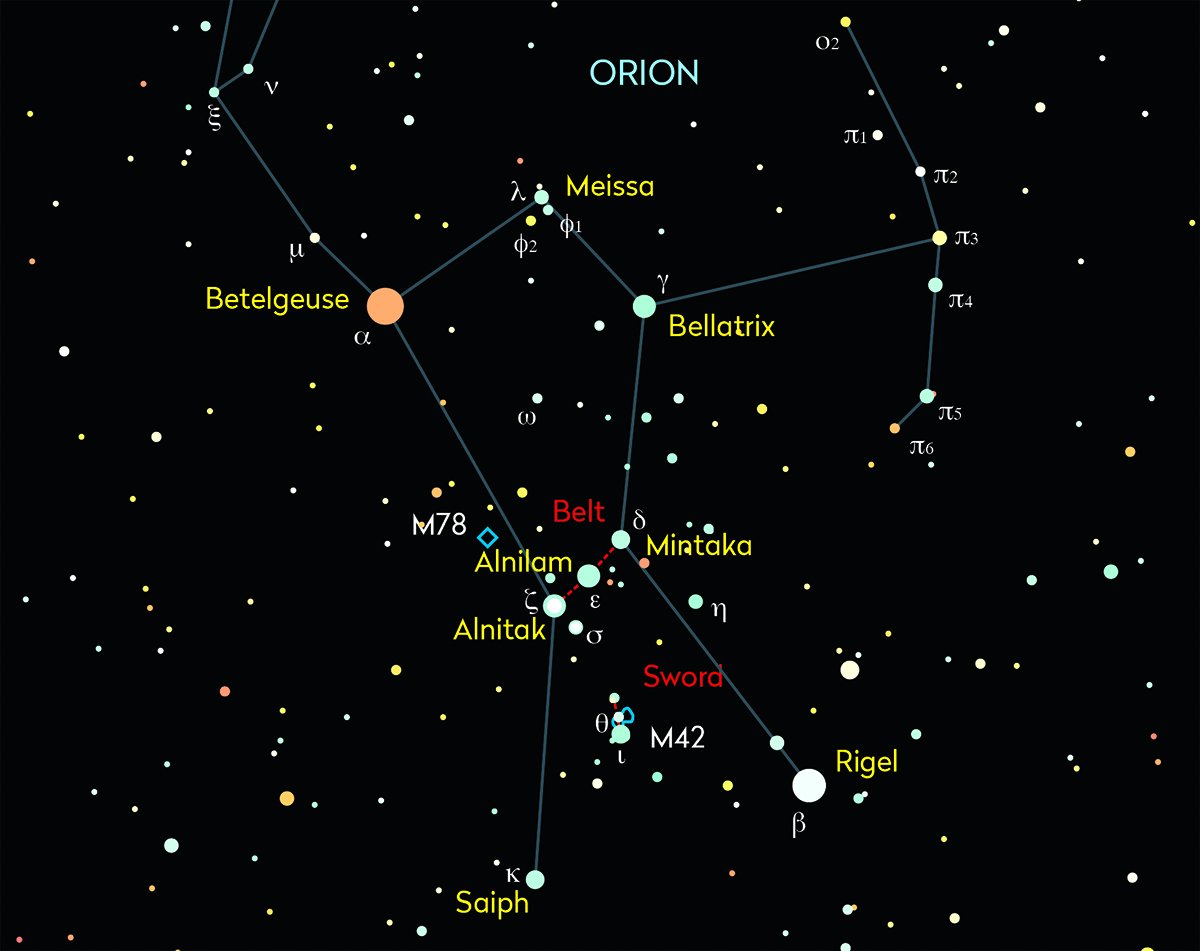 ORION
ο2
ν
ξ
π1
π2
λ Meissa
ϕ1
ϕ2
μ
π3
γ
Betelgeuse
π4
Bellatrix
α
π5
ω
π6
Belt
δ
M78
Mintaka
Alnilam
ζ
ε
η
Alnitak
σ
Sword
θ
M42
ι
Rigel
β
κ
Saiph